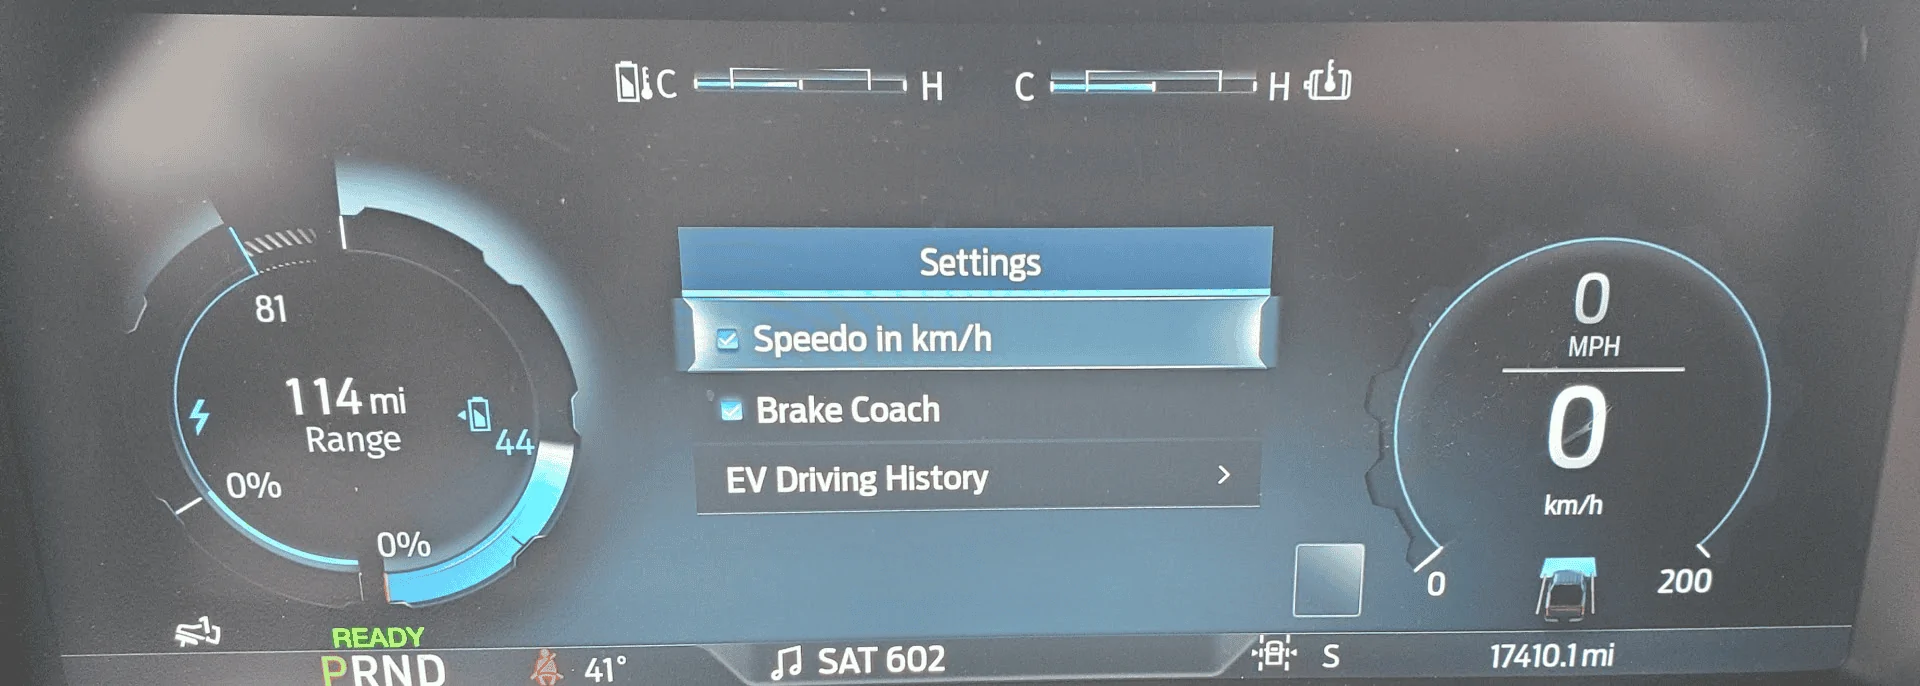 C H
C H
Settings
Speedo in km/h
Brake Coach
EV Driving History
81
114 mi
Range
44
0%
0%
0
MPH
0
km/h
0
200
READY
PRND
41°
SAT 602
S
17410.1 mi